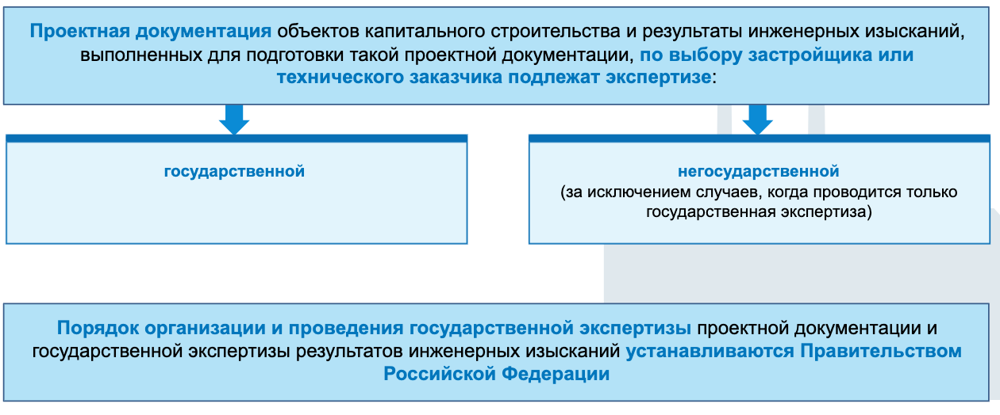 Проектная документация объектов капитального строительства и результаты инженерных изысканий,
выполненных для подготовки такой проектной документации, по выбору застройщика или
технического заказчика подлежат экспертизе:
государственной
негосударственной
(за исключением случаев, когда проводится только
государственная экспертиза)
Порядок организации и проведения государственной экспертизы проектной документации и
государственной экспертизы результатов инженерных изысканий устанавливаются Правительством
Российской Федерации